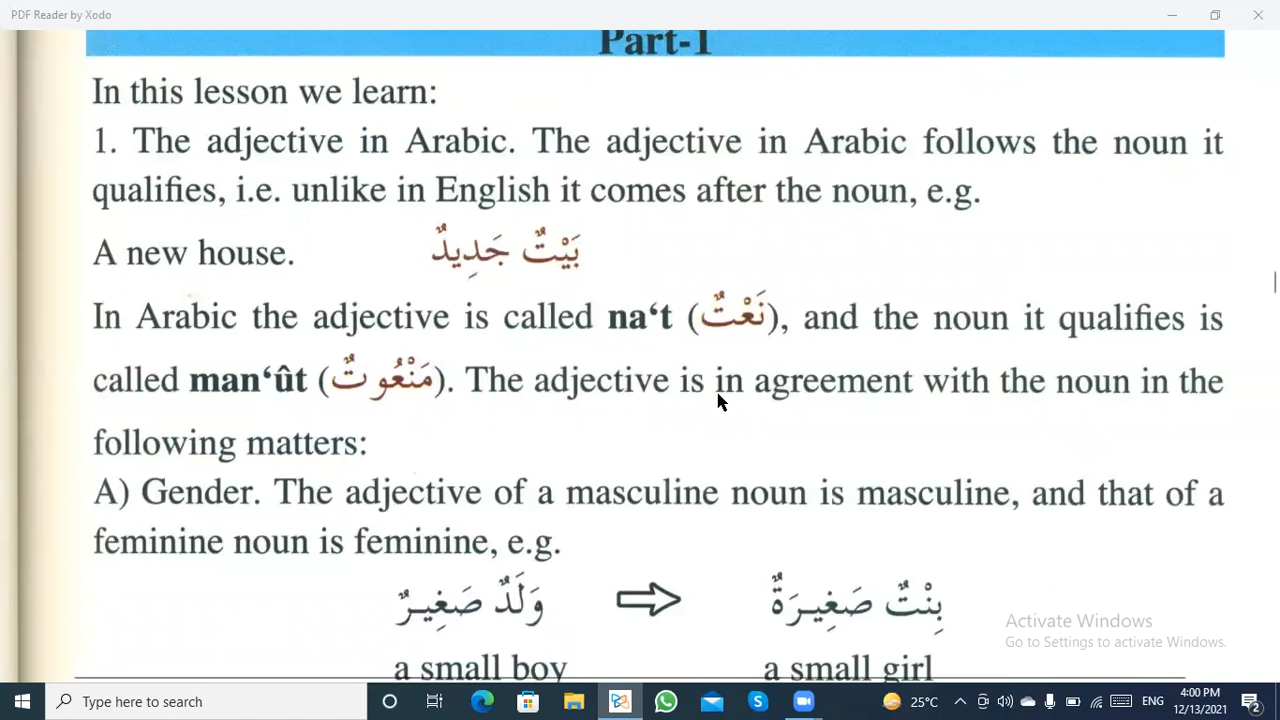 PDF Reader by Xodo
Part-1
In this lesson we learn:
1. The adjective in Arabic. The adjective in Arabic follows the noun it
qualifies, i.e. unlike in English it comes after the noun, e.g.
A new house. بَيْتٌ جَدِيدٌ
In Arabic the adjective is called na‘t (نَعْتٌ), and the noun it qualifies is
called man‘ût (مَنْعُوتٌ). The adjective is in agreement with the noun in the
following matters:
A) Gender. The adjective of a masculine noun is masculine, and that of a
feminine noun is feminine, e.g.
وَلَدٌ صَغِيرٌ ⇨ بِنْتٌ صَغِيرَةٌ
a small boy a small girl
Activate Windows
Go to Settings to activate Windows.
Type here to search
25°C ENG 4:00 PM
12/13/2021 2